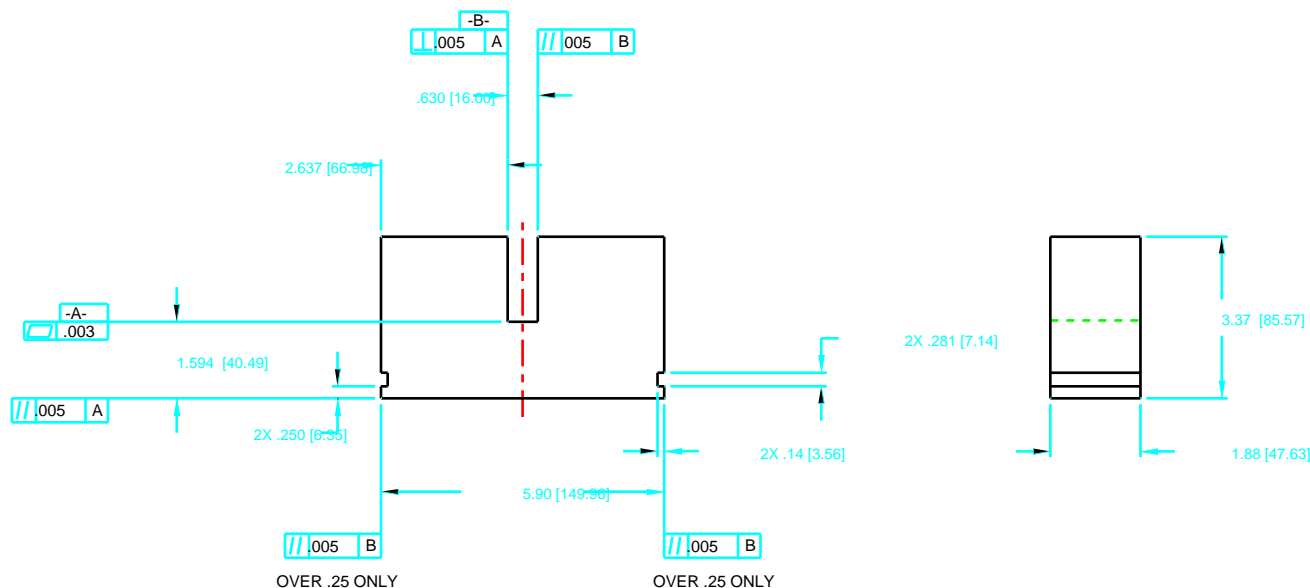 -B-
.005 A
005 B
.630 [16.00]
2.637 [66.98]
-A-
.003
1.594 [40.49]
.005 A
2X .250 [6.35]
2X .281 [7.14]
3.37 [85.57]
2X .14 [3.56]
1.88 [47.63]
5.90 [149.96]
.005 B
.005 B
OVER .25 ONLY
OVER .25 ONLY